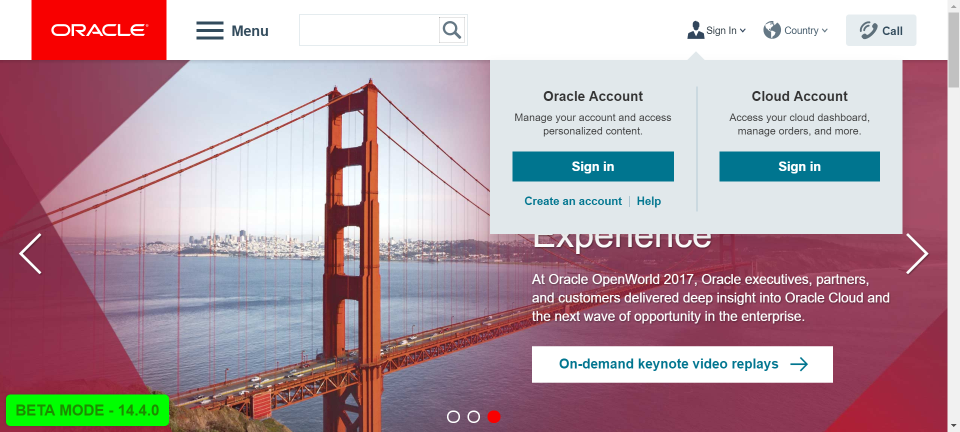 ORACLE
Menu
Sign In
Country
Call
Oracle Account
Manage your account and access
personalized content.
Sign in
Create an account | Help
Cloud Account
Access your cloud dashboard,
manage orders, and more.
Sign in
Experience
At Oracle OpenWorld 2017, Oracle executives, partners,
and customers delivered deep insight into Oracle Cloud and
the next wave of opportunity in the enterprise.
On-demand keynote video replays
BETA MODE - 14.4.0